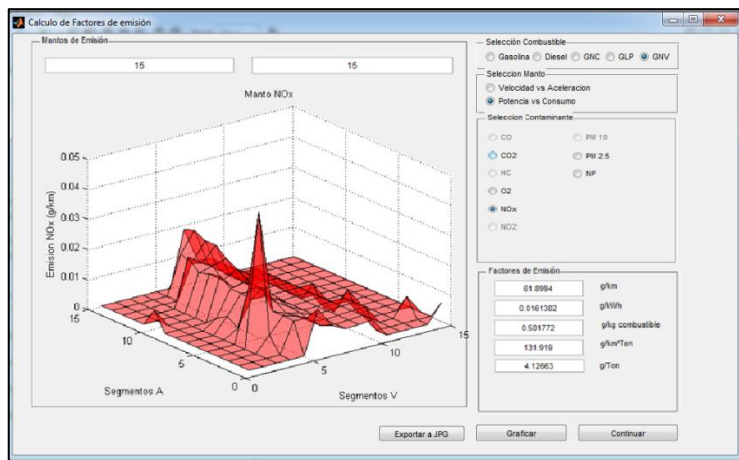 Calculo de Factores de emisión
Mantos de Emisión
15 15
Manto NOx
0.05
0.04
0.03
0.02
0.01
0
Emision NOx (g/km)
15
10
5
0
Segmentos A
0
5
10
15
Segmentos V
Selección Combustible
Gasolina Diesel GNC GLP GNV
Seleccion Manto
Velocidad vs Aceleracion
Potencia vs Consumo
Seleccion Contaminante
CO PM 10
CO2 PM 2.5
HC NP
O2
NOx
NO2
Factores de Emisión
61.8994 g/km
0.0161302 g/kWh
0.501772 g/kg combustible
131.919 g/km*Ton
4.12663 g/Ton
Exportar a JPG Graficar Continuar